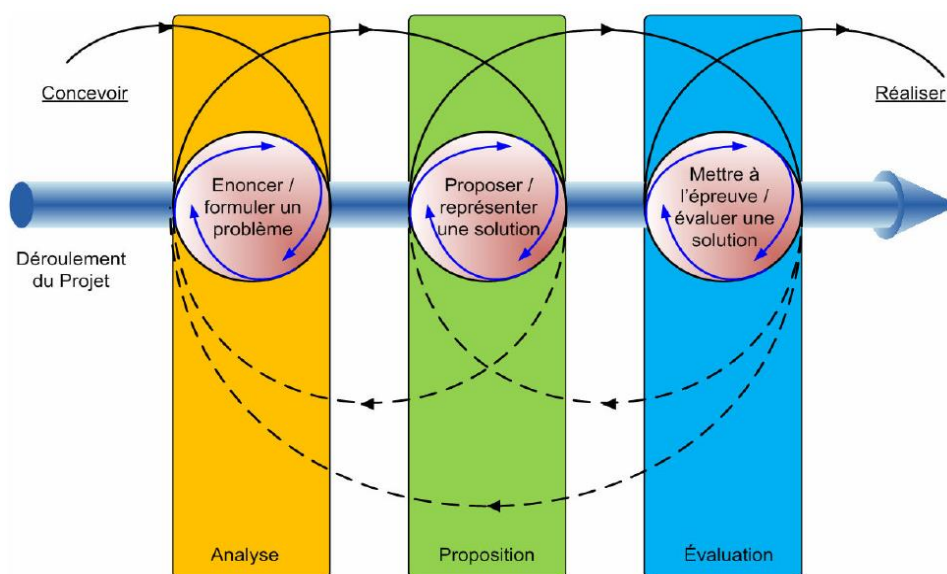 Concevoir
Réaliser
Enoncer /
formuler un
problème
Proposer /
représenter
une solution
Mettre à
l'épreuve /
évaluer une
solution
Déroulement
du Projet
Analyse
Proposition
Évaluation